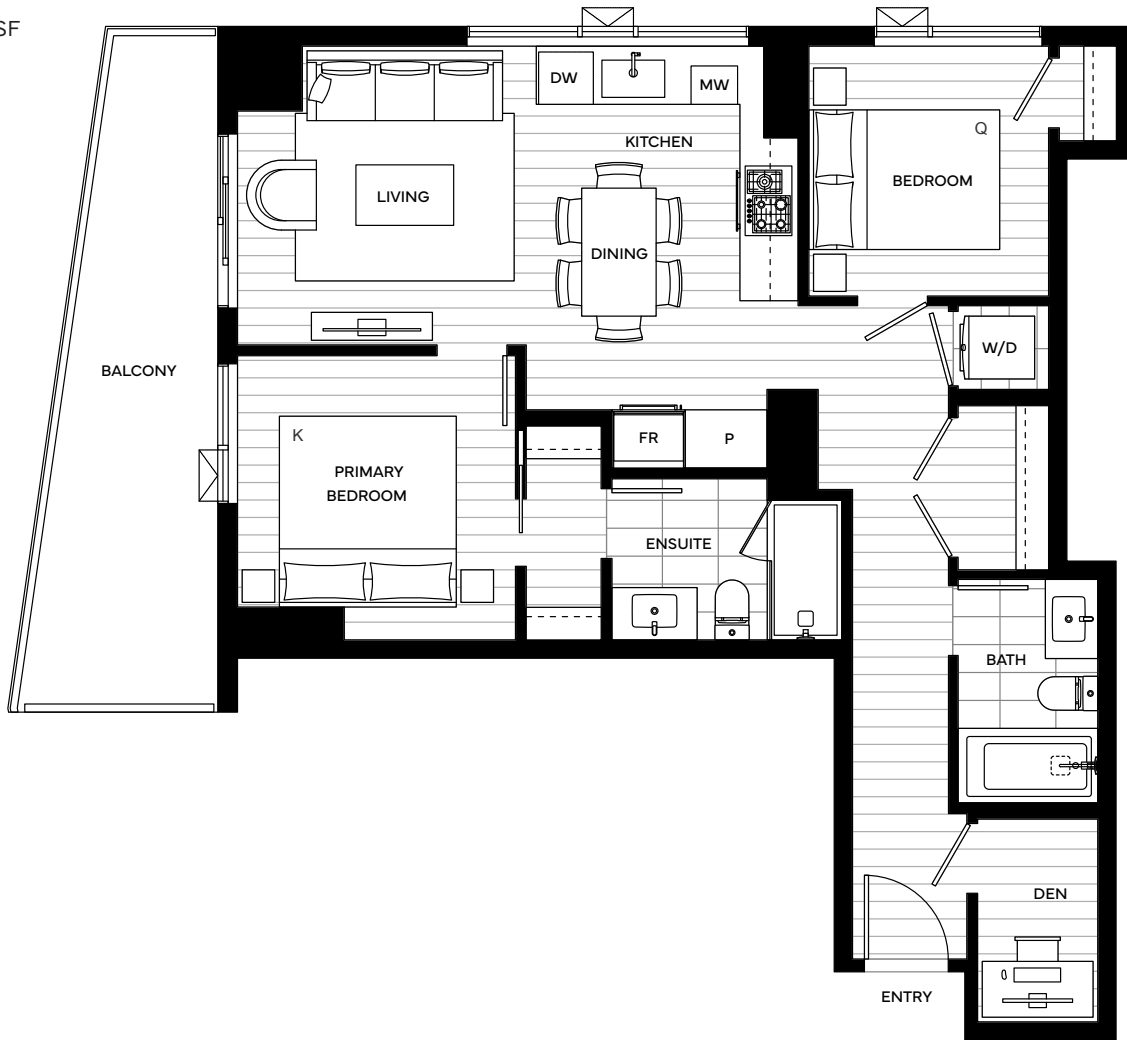 SF
DW
MW
KITCHEN
Q
LIVING
BEDROOM
DINING
W/D
BALCONY
K
FR
P
PRIMARY
BEDROOM
ENSUITE
BATH
DEN
ENTRY